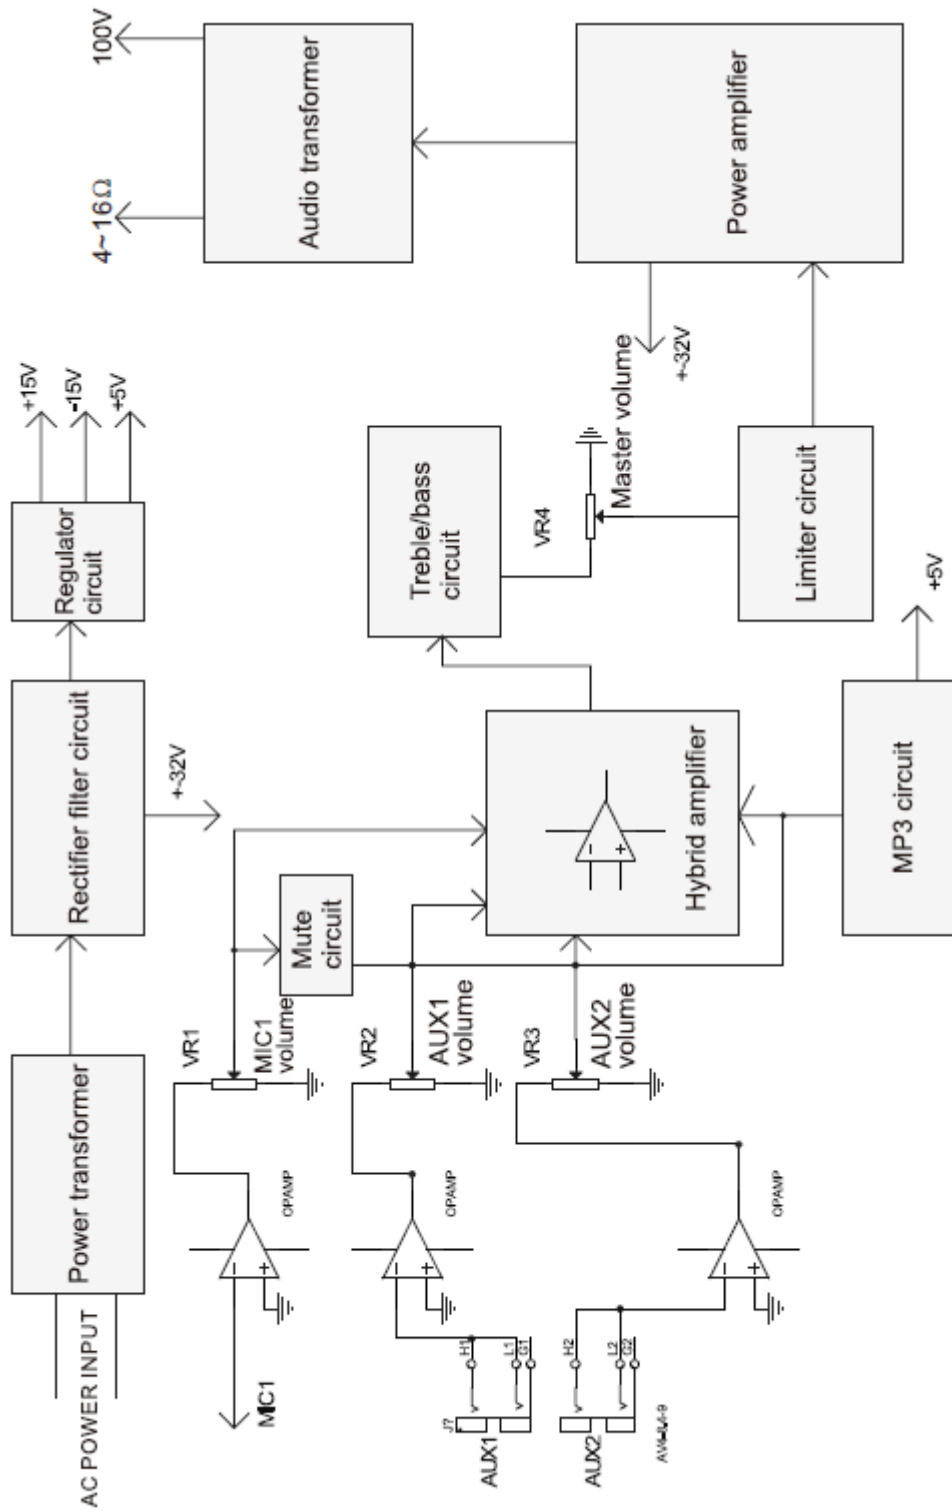 AC POWER INPUT
Power transformer
Rectifier filter circuit
+-32V
Regulator
circuit
+15V
-15V
+5V
MIC1
OPAMP
VR1
MIC1
volume
Mute
circuit
AUX1
J?
H1
L1
G1
OPAMP
VR2
AUX1
volume
AUX2
H2
L2
G2
OPAMP
VR3
AUX2
volume
Hybrid amplifier
MP3 circuit
+5V
Treble/bass
circuit
VR4
Master volume
Limiter circuit
Power amplifier
+-32V
Audio transformer
4~16Ω
100V